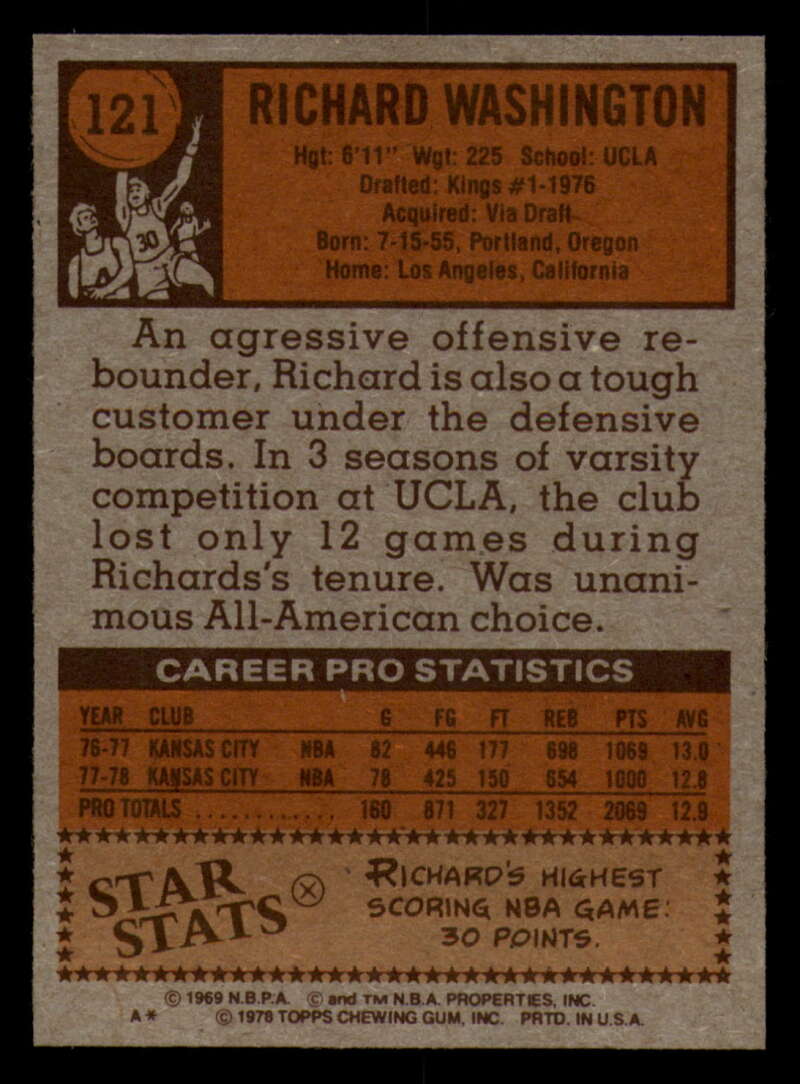 121
RICHARD WASHINGTON
Hgt: 6'11" Wgt: 225 School: UCLA
Drafted: Kings #1-1976
Acquired: Via Draft
Born: 7-15-55, Portland, Oregon
Home: Los Angeles, California
30
An agressive offensive re-
bounder, Richard is also a tough
customer under the defensive
boards. In 3 seasons of varsity
competition at UCLA, the club
lost only 12 games during
Richards's tenure. Was unani-
mous All-American choice.
CAREER PRO STATISTICS
YEAR CLUB G FG FT REB PTS AVG
76-77 KANSAS CITY NBA 82 446 177 698 1069 13.0
77-78 KANSAS CITY NBA 78 425 150 654 1000 12.8
PRO TOTALS ............. 160 871 327 1352 2069 12.9
STAR
STATS
RICHARD'S HIGHEST
SCORING NBA GAME:
30 POINTS.
© 1969 N.B.P.A. © and TM N.B.A. PROPERTIES, INC.
A* © 1978 TOPPS CHEWING GUM, INC. PRTD. IN U.S.A.